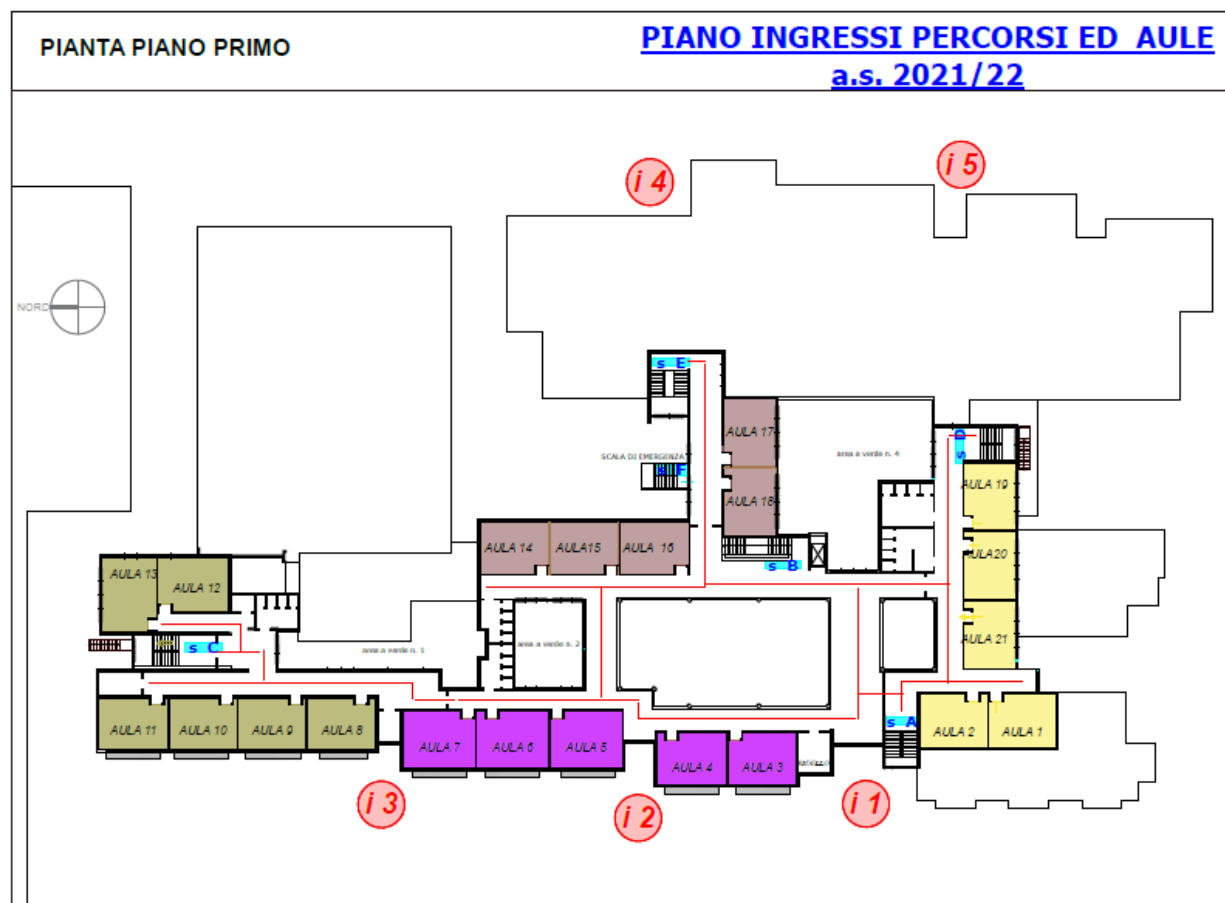 PIANTA PIANO PRIMO
PIANO INGRESSI PERCORSI ED AULE
a.s. 2021/22
i 4
i 5
NORD
s E
AULA 17
SCALA DI EMERGENZA
s F
area a verde n. 4
s D
AULA 18
AULA 19
AULA 14
AULA15
AULA 16
AULA20
s B
AULA 13
AULA 12
AULA 21
s C
area a verde n. 1
area a verde n. 2
AULA 11
AULA 10
AULA 9
AULA 8
AULA 7
AULA 6
AULA 5
s A
AULA 2
AULA 1
AULA 4
AULA 3
i 3
i 2
i 1